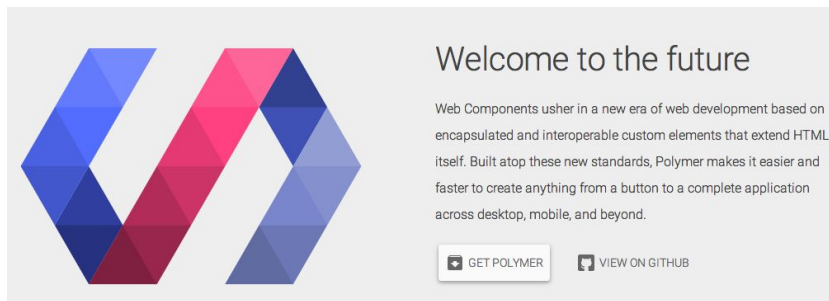 Welcome to the future
Web Components usher in a new era of web development based on
encapsulated and interoperable custom elements that extend HTML
itself. Built atop these new standards, Polymer makes it easier and
faster to create anything from a button to a complete application
across desktop, mobile, and beyond.
GET POLYMER VIEW ON GITHUB